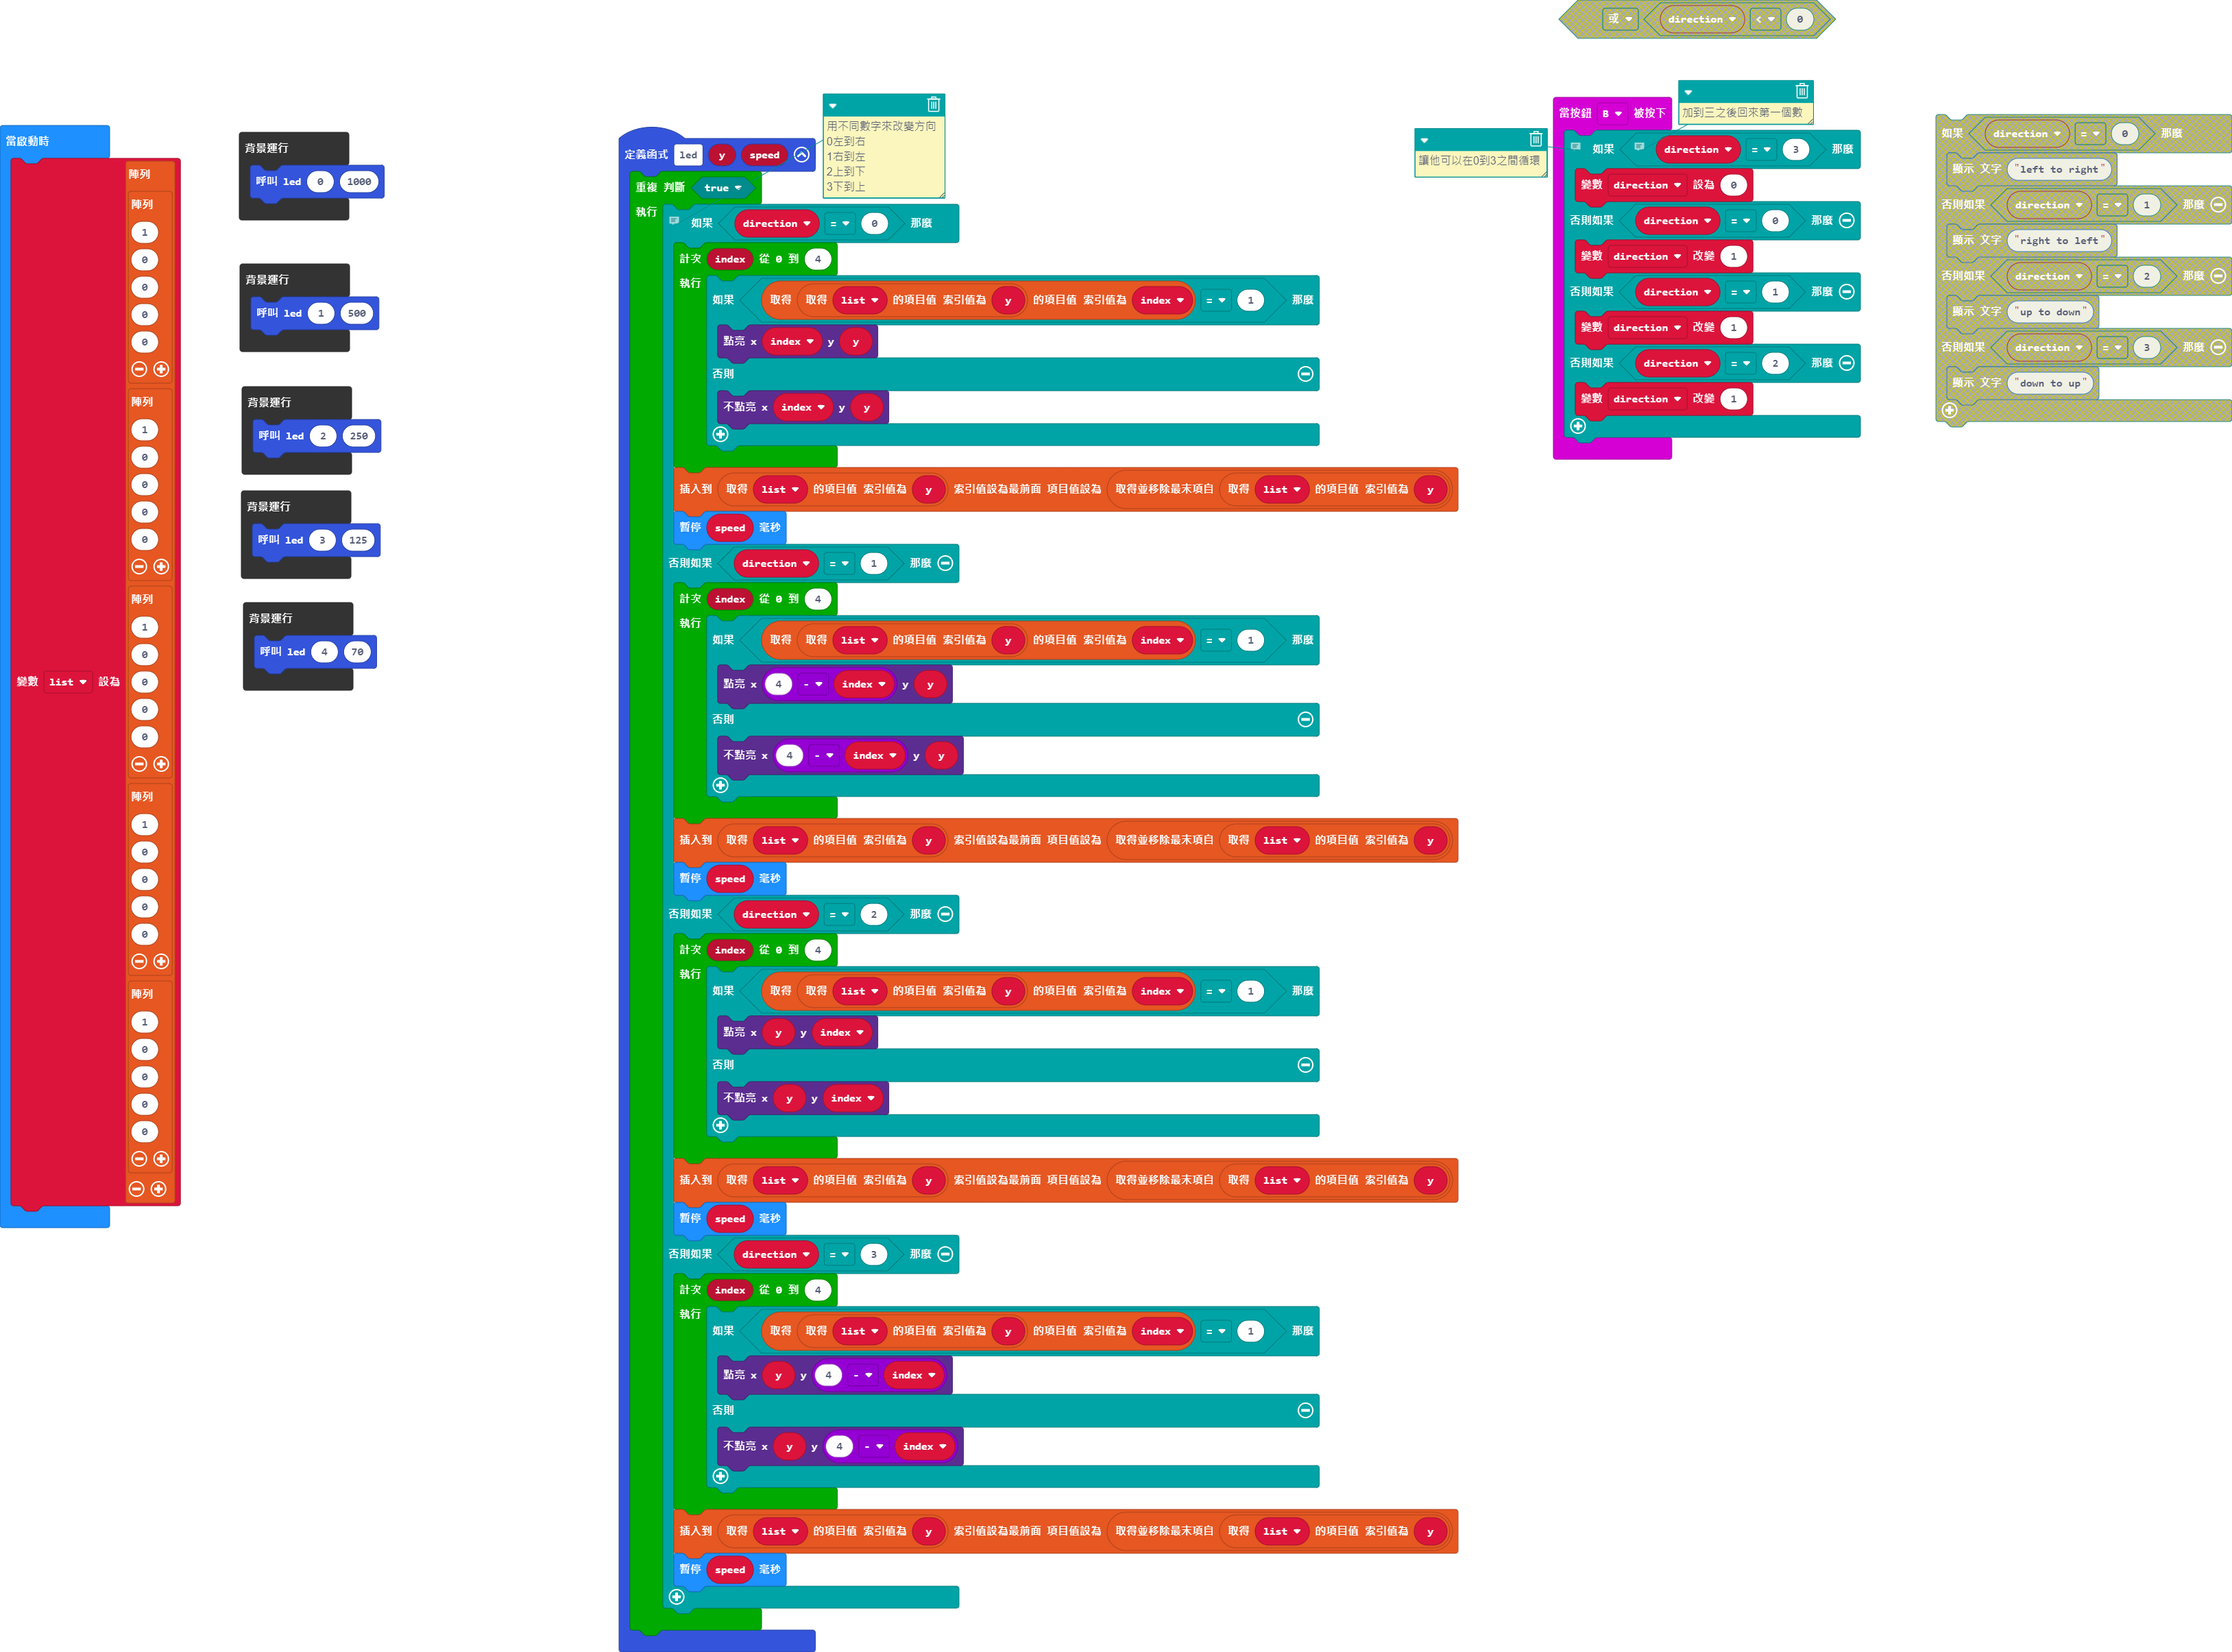 或 direction < 0
當啟動時
變數 list 設為
陣列
陣列
1
0
0
0
0
陣列
1
0
0
0
0
陣列
1
0
0
0
0
陣列
1
0
0
0
0
陣列
1
0
0
0
0
背景運行
呼叫 led 0 1000
背景運行
呼叫 led 1 500
背景運行
呼叫 led 2 250
背景運行
呼叫 led 3 125
背景運行
呼叫 led 4 70
用不同數字來改變方向
0左到右
1右到左
2上到下
3下到上
定義函式 led y speed
重複 判斷 true
執行
如果 direction = 0 那麼
計次 index 從 0 到 4
執行
如果 取得 取得 list 的項目值 索引值為 y 的項目值 索引值為 index = 1 那麼
點亮 x index y y
否則
不點亮 x index y y
插入到 取得 list 的項目值 索引值為 y 索引值設為最前面 項目值設為 取得並移除最末項目 取得 list 的項目值 索引值為 y
暫停 speed 毫秒
否則如果 direction = 1 那麼
計次 index 從 0 到 4
執行
如果 取得 取得 list 的項目值 索引值為 y 的項目值 索引值為 index = 1 那麼
點亮 x 4 - index y y
否則
不點亮 x 4 - index y y
插入到 取得 list 的項目值 索引值為 y 索引值設為最前面 項目值設為 取得並移除最末項目 取得 list 的項目值 索引值為 y
暫停 speed 毫秒
否則如果 direction = 2 那麼
計次 index 從 0 到 4
執行
如果 取得 取得 list 的項目值 索引值為 y 的項目值 索引值為 index = 1 那麼
點亮 x y y index
否則
不點亮 x y y index
插入到 取得 list 的項目值 索引值為 y 索引值設為最前面 項目值設為 取得並移除最末項目 取得 list 的項目值 索引值為 y
暫停 speed 毫秒
否則如果 direction = 3 那麼
計次 index 從 0 到 4
執行
如果 取得 取得 list 的項目值 索引值為 y 的項目值 索引值為 index = 1 那麼
點亮 x y y 4 - index
否則
不點亮 x y y 4 - index
插入到 取得 list 的項目值 索引值為 y 索引值設為最前面 項目值設為 取得並移除最末項目 取得 list 的項目值 索引值為 y
暫停 speed 毫秒
讓他可以在0到3之間循環
加到三之後回來第一個數
當按鈕 B 被按下
如果 direction = 3 那麼
變數 direction 設為 0
否則如果 direction = 0 那麼
變數 direction 改變 1
否則如果 direction = 1 那麼
變數 direction 改變 1
否則如果 direction = 2 那麼
變數 direction 改變 1
如果 direction = 0 那麼
顯示 文字 "left to right"
否則如果 direction = 1 那麼
顯示 文字 "right to left"
否則如果 direction = 2 那麼
顯示 文字 "up to down"
否則如果 direction = 3 那麼
顯示 文字 "down to up"